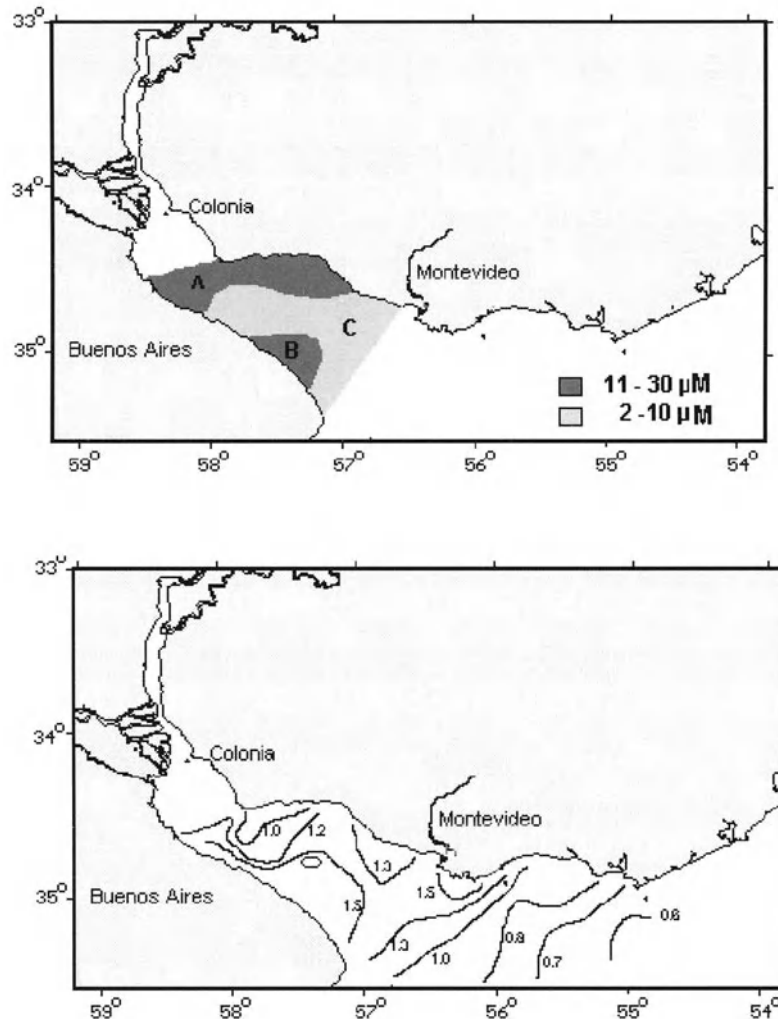 33°
34°
Colonia
Montevideo
A
C
B
35°
Buenos Aires
11 - 30 µM
2 - 10 µM
59° 58° 57° 56° 55° 54°
33°
34°
Colonia
Montevideo
1.0 1.2
1.3
1.5
35°
Buenos Aires
1.5
1.3
1.0
0.8
0.7
0.6
59° 58° 57° 56° 55° 54°